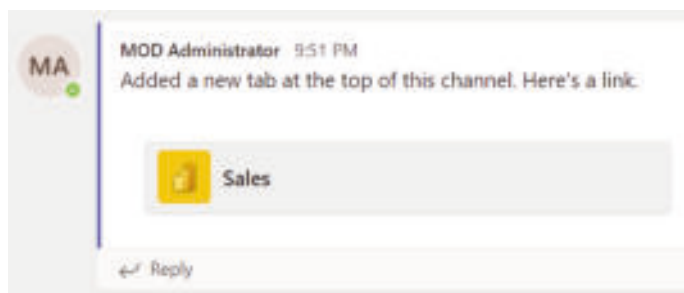 MA
MOD Administrator 9:51 PM
Added a new tab at the top of this channel. Here's a link.
Sales
Reply